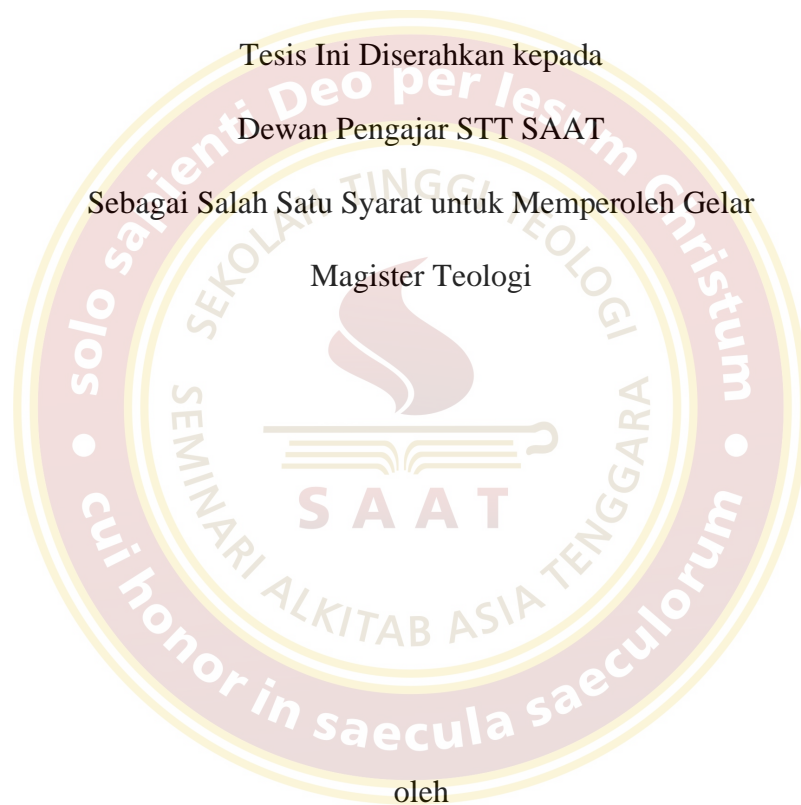 Tesis Ini Diserahkan kepada
Dewan Pengajar STT SAAT
Sebagai Salah Satu Syarat untuk Memperoleh Gelar
Magister Teologi
solo sapienti Deo per Iesum Christum
SEKOLAH TINGGI TEOLOGI
SEMINARI ALKITAB ASIA TENGGARA
SAAT
cui honor in saecula saeculorum
oleh